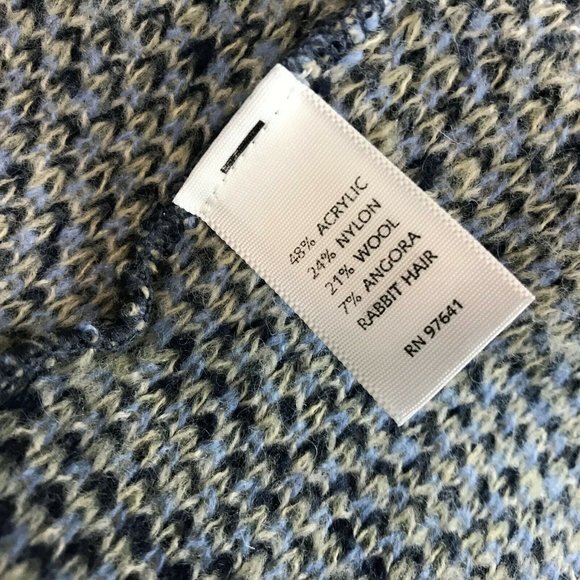 48% ACRYLIC
24% NYLON
21% WOOL
7% ANGORA
RABBIT HAIR
RN 97641